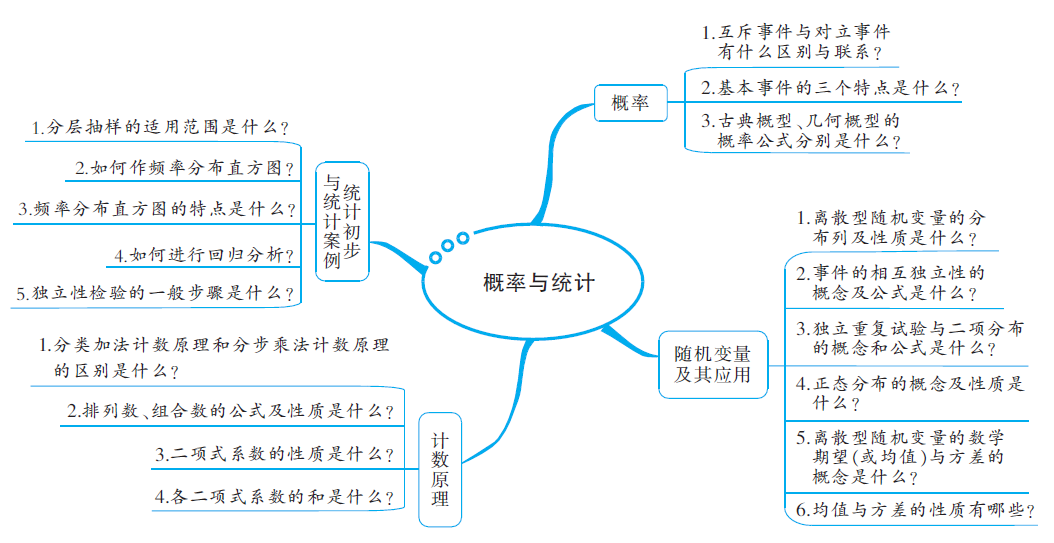 概率与统计
概率
1.互斥事件与对立事件
有什么区别与联系?
2.基本事件的三个特点是什么?
3.古典概型、几何概型的
概率公式分别是什么?
随机变量
及其应用
1.离散型随机变量的分
布列及性质是什么?
2.事件的相互独立性的
概念及公式是什么?
3.独立重复试验与二项分布
的概念和公式是什么?
4.正态分布的概念及性质是
什么?
5.离散型随机变量的数学
期望(或均值)与方差的
概念是什么?
6.均值与方差的性质有哪些?
统计初步
与统计案例
1.分层抽样的适用范围是什么?
2.如何作频率分布直方图?
3.频率分布直方图的特点是什么?
4.如何进行回归分析?
5.独立性检验的一般步骤是什么?
计数原理
1.分类加法计数原理和分步乘法计数原理
的区别是什么?
2.排列数、组合数的公式及性质是什么?
3.二项式系数的性质是什么?
4.各二项式系数的和是什么?